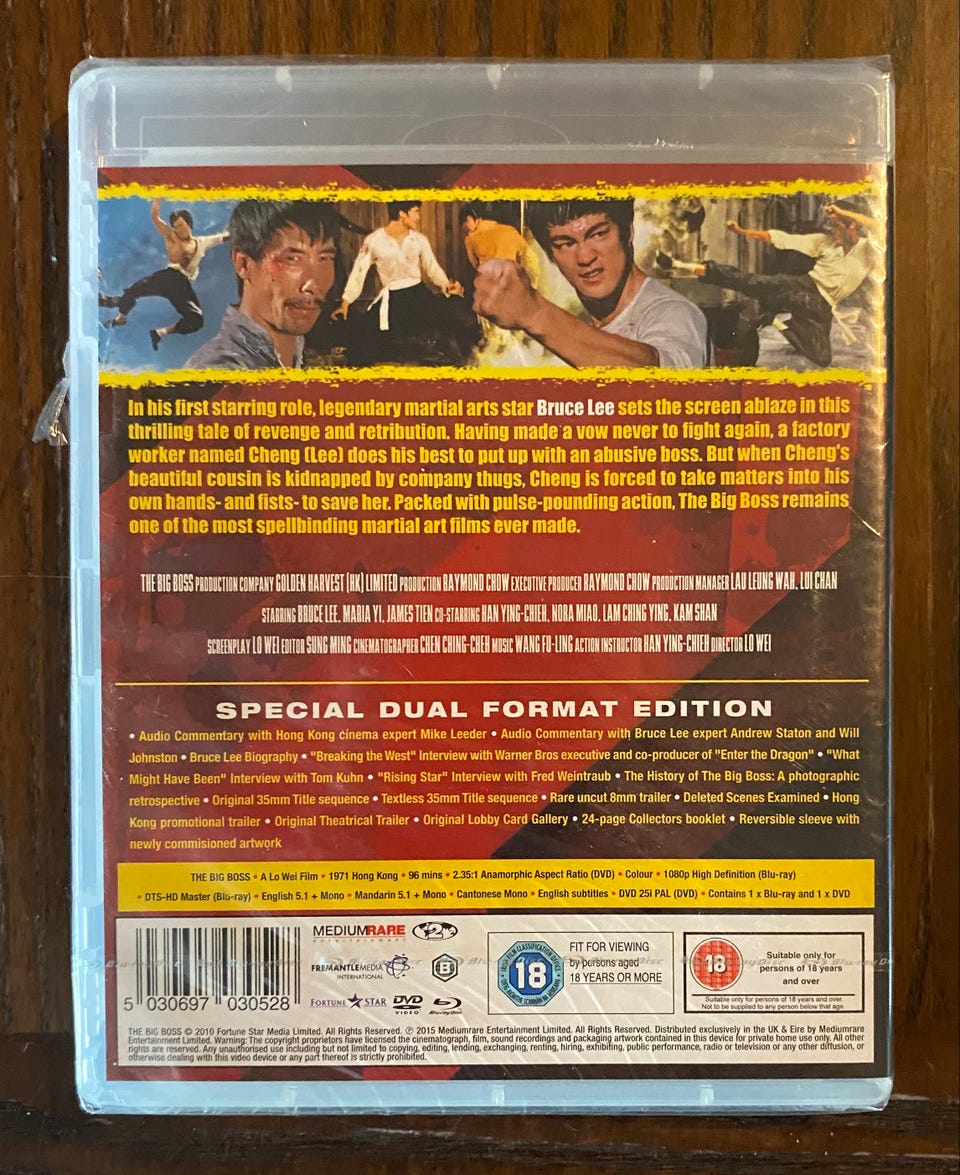 In his first starring role, legendary martial arts star Bruce Lee sets the screen ablaze in this
thrilling tale of revenge and retribution. Having made a vow never to fight again, a factory
worker named Cheng (Lee) does his best to put up with an abusive boss. But when Cheng's
beautiful cousin is kidnapped by company thugs, Cheng is forced to take matters into his
own hands- and fists- to save her. Packed with pulse-pounding action, The Big Boss remains
one of the most spellbinding martial art films ever made.
THE BIG BOSS PRODUCTION COMPANY GOLDEN HARVEST (HK) LIMITED PRODUCTION RAYMOND CHOW EXECUTIVE PRODUCER RAYMOND CHOW PRODUCTION MANAGER LAU LEUNG WAH, LUI CHAN
STARRING BRUCE LEE, MARIA YI, JAMES TIEN CO-STARRING HAN YING-CHIEH, NORA MIAO, LAM CHING YING, KAM SHAN
SCREENPLAY LO WEI EDITOR SUNG MING CINEMATOGRAPHER CHEN CHING-CHEH MUSIC WANG FU-LING ACTION INSTRUCTOR HAN YING-CHIEH DIRECTOR LO WEI
SPECIAL DUAL FORMAT EDITION
• Audio Commentary with Hong Kong cinema expert Mike Leeder • Audio Commentary with Bruce Lee expert Andrew Staton and Will
Johnston • Bruce Lee Biography • "Breaking the West" Interview with Warner Bros executive and co-producer of "Enter the Dragon" • "What
Might Have Been" Interview with Tom Kuhn • "Rising Star" Interview with Fred Weintraub • The History of The Big Boss: A photographic
retrospective • Original 35mm Title sequence • Textless 35mm Title sequence • Rare uncut 8mm trailer • Deleted Scenes Examined • Hong
Kong promotional trailer • Original Theatrical Trailer • Original Lobby Card Gallery • 24-page Collectors booklet • Reversible sleeve with
newly commisioned artwork
THE BIG BOSS • A Lo Wei Film • 1971 Hong Kong • 96 mins • 2.35:1 Anamorphic Aspect Ratio (DVD) • Colour • 1080p High Definition (Blu-ray)
• DTS-HD Master (Blu-ray) • English 5.1 + Mono • Mandarin 5.1 + Mono • Cantonese Mono • English subtitles • DVD 25i PAL (DVD) • Contains 1 x Blu-ray and 1 x DVD
5 030697 030528
MEDIUMRARE
entertainment
2
FREMANTLEMEDIA
INTERNATIONAL
B
FORTUNE STAR
DVD
VIDEO
Blu-ray Disc
18
FIT FOR VIEWING
by persons aged
18 YEARS OR MORE
18
Suitable only for
persons of 18 years
and over
Suitable only for persons of 18 years and over.
Not to be supplied to any person below that age.
THE BIG BOSS © 2010 Fortune Star Media Limited. All Rights Reserved. ℗ 2015 Mediumrare Entertainment Limited. All Rights Reserved. Distributed exclusively in the UK & Eire by Mediumrare
Entertainment Limited. Warning: The copyright proprietors have licensed the cinematograph, film, sound recordings and packaging artwork contained in this device for private home use only. All other
rights are reserved. Any unauthorised use including but not limited to copying, editing, lending, exchanging, renting, hiring, exhibiting, public performance, radio or television or any other diffusion, or
otherwise dealing with this video device or any part thereof is strictly prohibited.